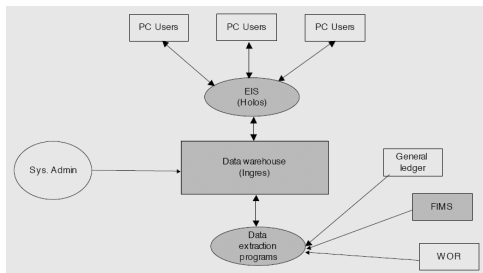 PC Users
PC Users
PC Users
EIS
(Holos)
Sys. Admin
Data warehouse
(Ingres)
General
ledger
FIMS
Data
extraction
programs
WOR